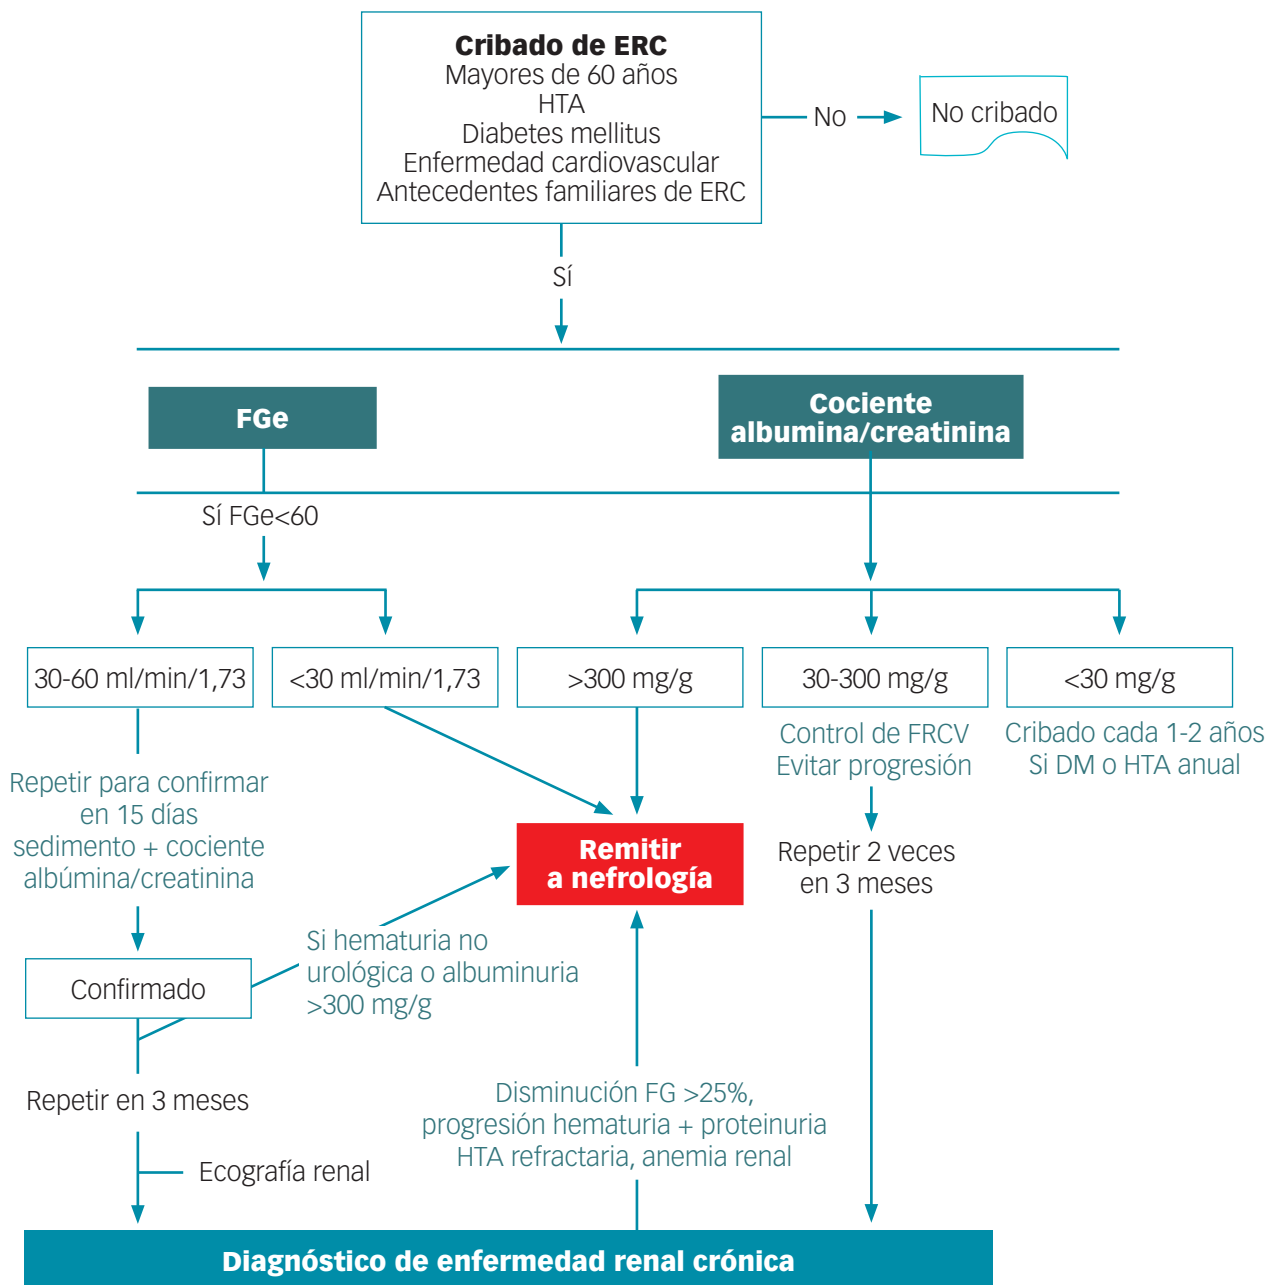 Cribado de ERC
Mayores de 60 años
HTA
Diabetes mellitus
Enfermedad cardiovascular
Antecedentes familiares de ERC
No
No cribado
Sí
FGe
Cociente
albumina/creatinina
Sí FGe<60
30-60 ml/min/1,73
<30 ml/min/1,73
>300 mg/g
30-300 mg/g
<30 mg/g
Repetir para confirmar
en 15 días
sedimento + cociente
albúmina/creatinina
Control de FRCV
Evitar progresión
Cribado cada 1-2 años
Si DM o HTA anual
Remitir
a nefrología
Repetir 2 veces
en 3 meses
Confirmado
Si hematuria no
urológica o albuminuria
>300 mg/g
Repetir en 3 meses
Ecografía renal
Disminución FG >25%,
progresión hematuria + proteinuria
HTA refractaria, anemia renal
Diagnóstico de enfermedad renal crónica